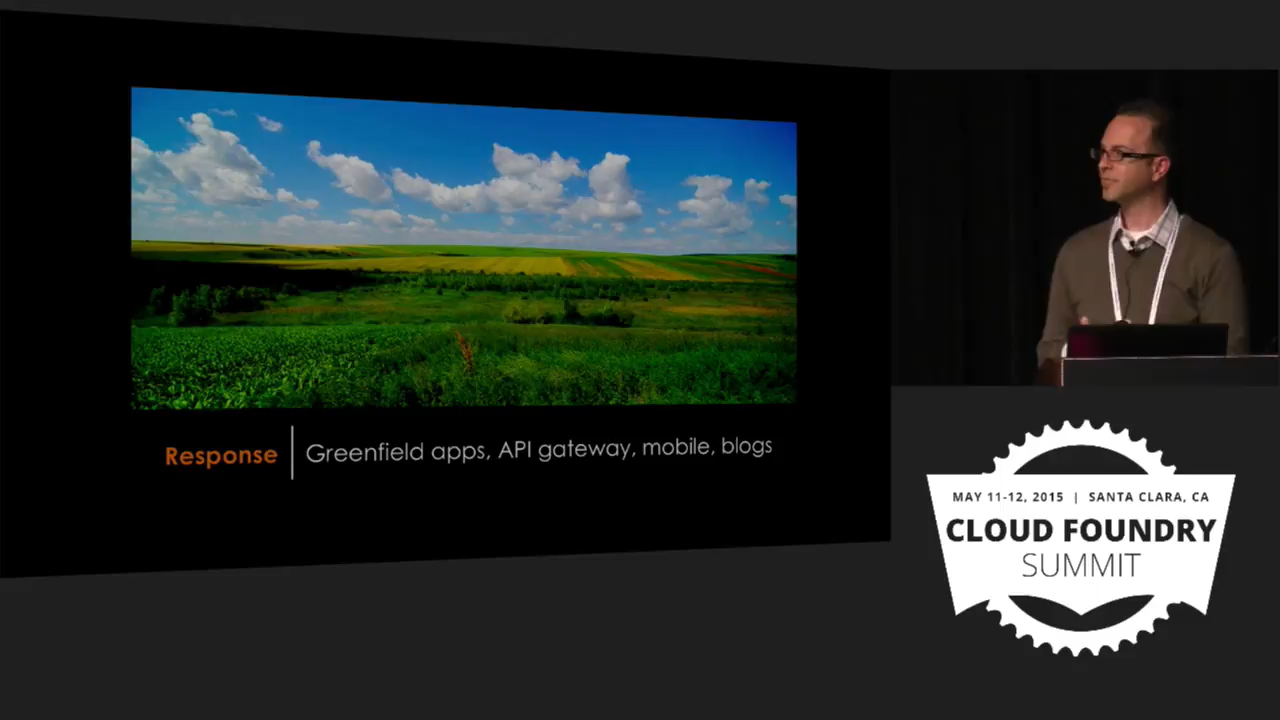 Response
Greenfield apps, API gateway, mobile, blogs
MAY 11-12, 2015 | SANTA CLARA, CA
CLOUD FOUNDRY
SUMMIT